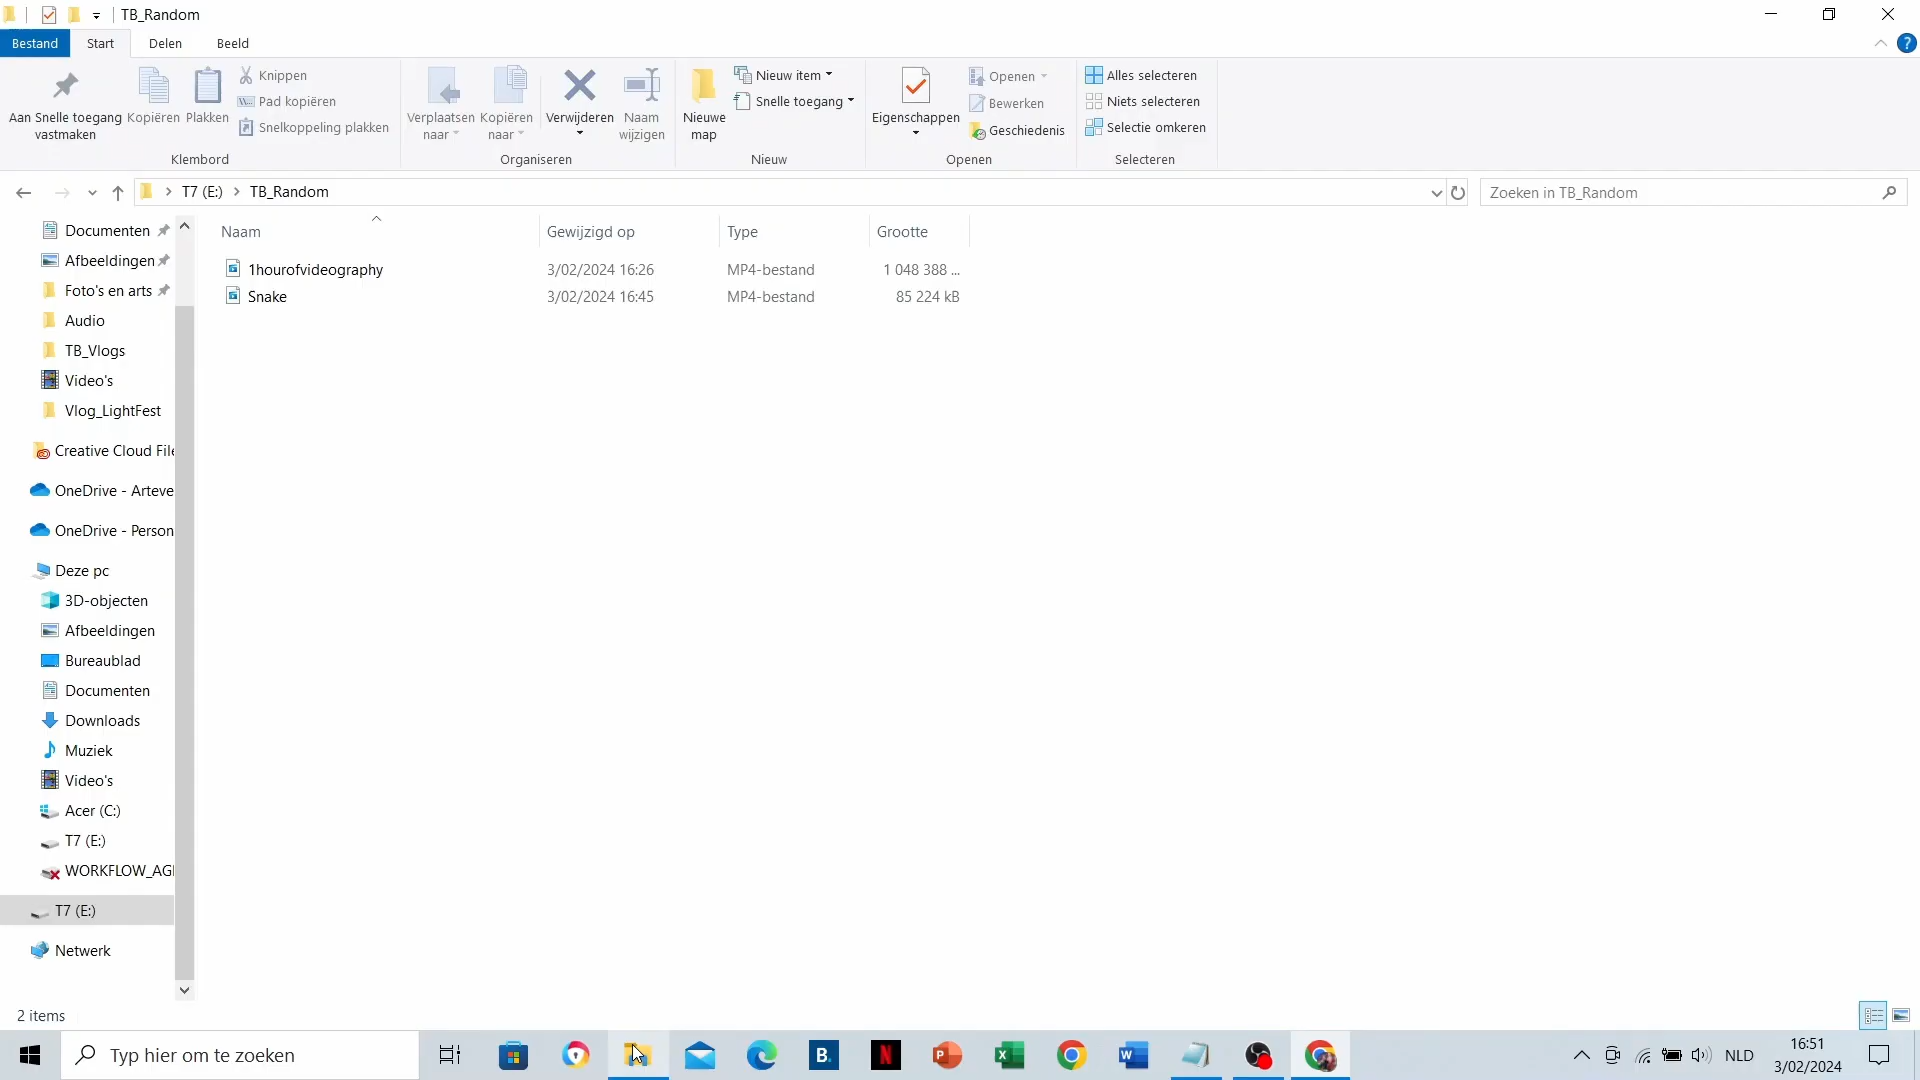 TB_Random
Bestand Start Delen Beeld
Aan Snelle toegang vastmaken
Kopiëren
Plakken
Knippen
Pad kopiëren
Snelkoppeling plakken
Klembord
Verplaatsen naar
Kopiëren naar
Verwijderen
Naam wijzigen
Organiseren
Nieuwe map
Nieuw item
Snelle toegang
Nieuw
Eigenschappen
Openen
Bewerken
Geschiedenis
Openen
Alles selecteren
Niets selecteren
Selectie omkeren
Selecteren
T7 (E:) TB_Random
Zoeken in TB_Random
Naam Gewijzigd op Type Grootte
1hourofvideography 3/02/2024 16:26 MP4-bestand 1 048 388 ...
Snake 3/02/2024 16:45 MP4-bestand 85 224 kB
Documenten
Afbeeldingen
Foto's en arts
Audio
TB_Vlogs
Video's
Vlog_LightFest
Creative Cloud File
OneDrive - Arteve
OneDrive - Person
Deze pc
3D-objecten
Afbeeldingen
Bureaublad
Documenten
Downloads
Muziek
Video's
Acer (C:)
T7 (E:)
WORKFLOW_AG
T7 (E:)
Netwerk
2 items
Typ hier om te zoeken
B.
N
P
X
W
NLD
16:51
3/02/2024